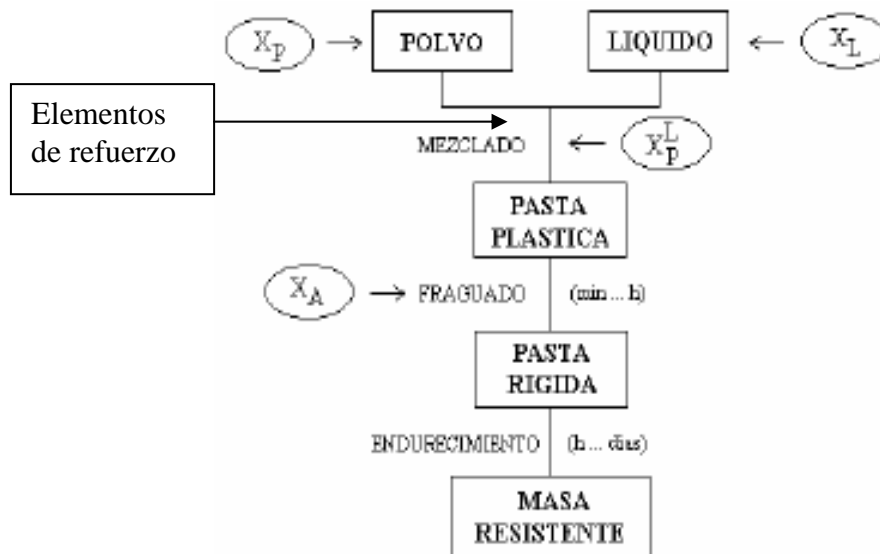 X_P → POLVO LIQUIDO ← X_L
Elementos
de refuerzo
MEZCLADO ← X_P^L
PASTA
PLASTICA
X_A → FRAGUADO (min ... h)
PASTA
RIGIDA
ENDURECIMIENTO (h ... dias)
MASA
RESISTENTE